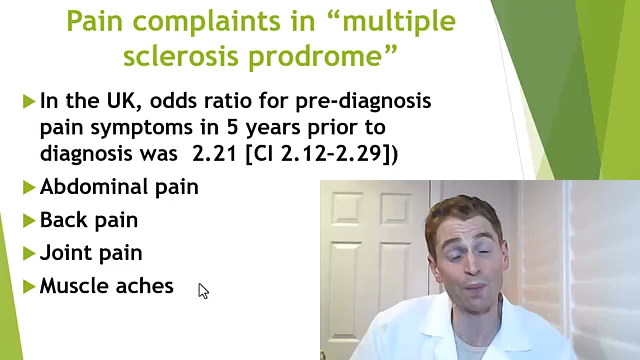 Pain complaints in “multiple
sclerosis prodrome”
In the UK, odds ratio for pre-diagnosis
pain symptoms in 5 years prior to
diagnosis was 2.21 [CI 2.12–2.29])
Abdominal pain
Back pain
Joint pain
Muscle aches